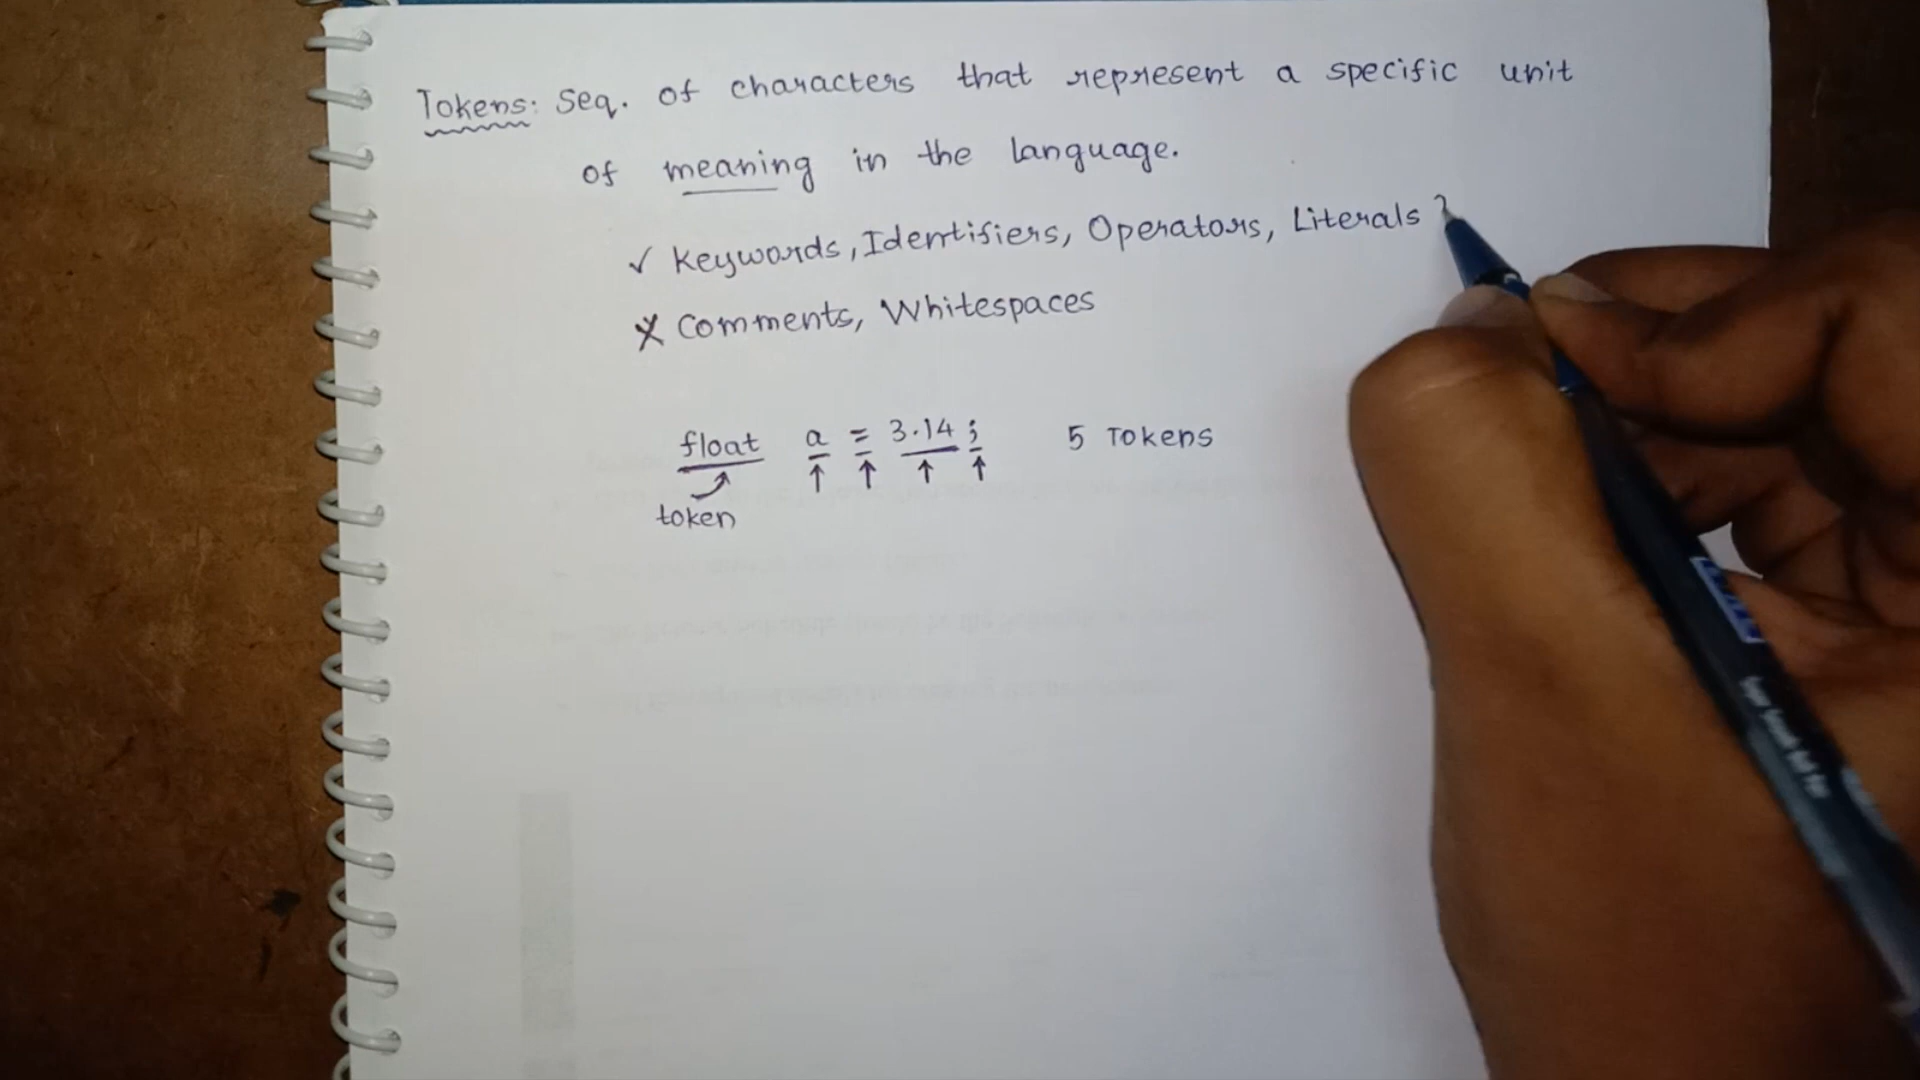 Tokens: Seq. of characters that represent a specific unit
of meaning in the language.
✓ Keywords, Identifiers, Operators, Literals
✗ Comments, Whitespaces
float a = 3.14 ; 5 Tokens
token